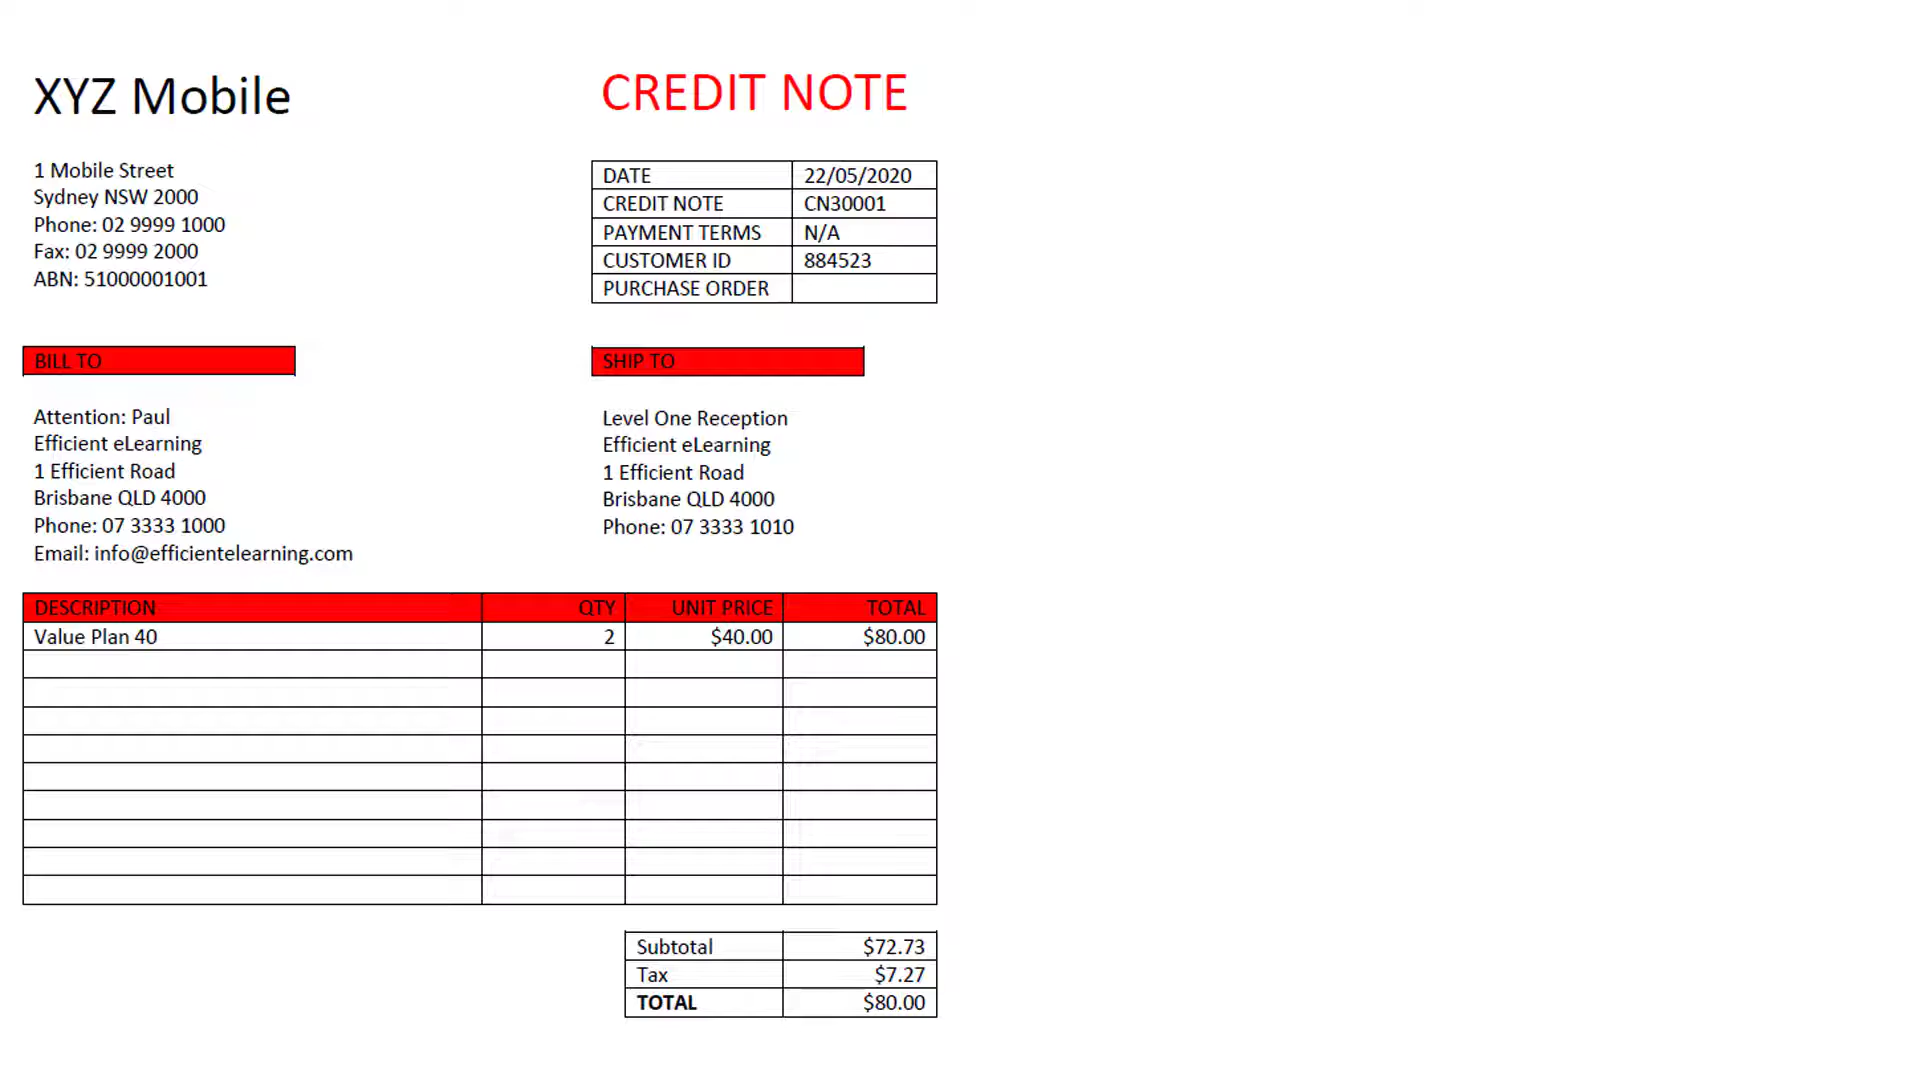 XYZ Mobile
CREDIT NOTE
1 Mobile Street
Sydney NSW 2000
Phone: 02 9999 1000
Fax: 02 9999 2000
ABN: 51000001001
DATE 22/05/2020
CREDIT NOTE CN30001
PAYMENT TERMS N/A
CUSTOMER ID 884523
PURCHASE ORDER
BILL TO
Attention: Paul
Efficient eLearning
1 Efficient Road
Brisbane QLD 4000
Phone: 07 3333 1000
Email: info@efficientelearning.com
SHIP TO
Level One Reception
Efficient eLearning
1 Efficient Road
Brisbane QLD 4000
Phone: 07 3333 1010
DESCRIPTION QTY UNIT PRICE TOTAL
Value Plan 40 2 $40.00 $80.00
Subtotal $72.73
Tax $7.27
TOTAL $80.00